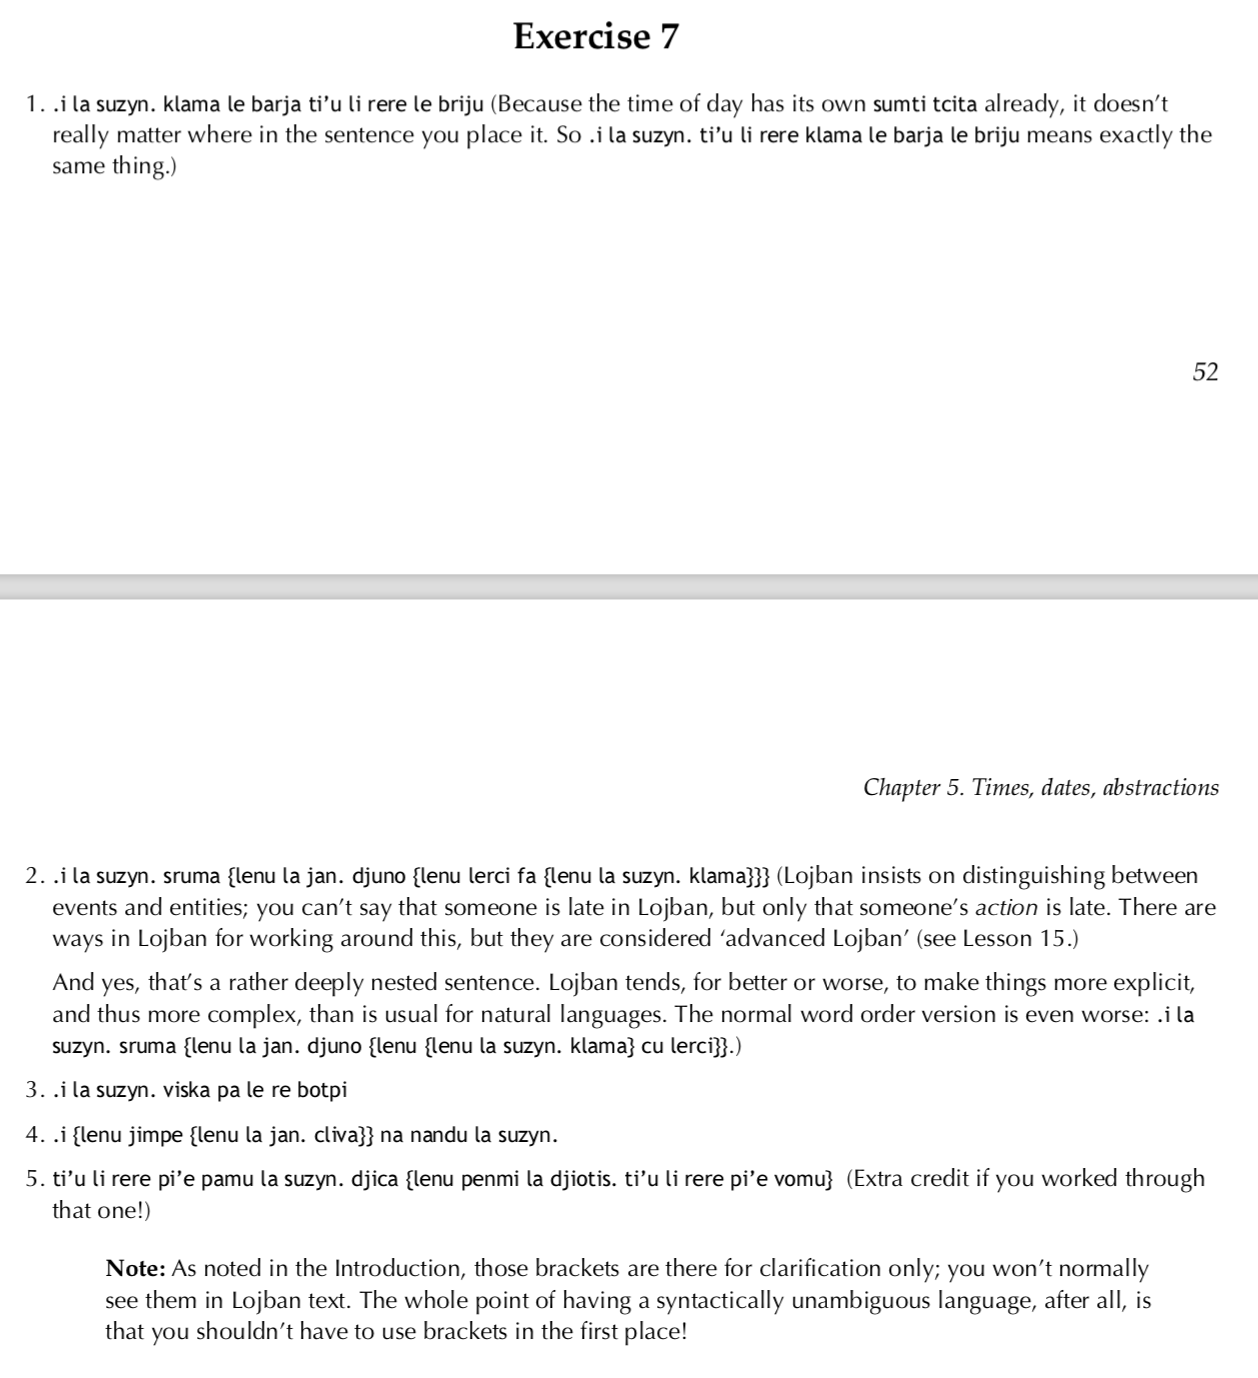 Exercise 7
1. .i la suzyn. klama le barja ti’u li rere le briju (Because the time of day has its own sumti tcita already, it doesn’t
really matter where in the sentence you place it. So .i la suzyn. ti’u li rere klama le barja le briju means exactly the
same thing.)
52
Chapter 5. Times, dates, abstractions
2. .i la suzyn. sruma {lenu la jan. djuno {lenu lerci fa {lenu la suzyn. klama}}} (Lojban insists on distinguishing between
events and entities; you can’t say that someone is late in Lojban, but only that someone’s action is late. There are
ways in Lojban for working around this, but they are considered ‘advanced Lojban’ (see Lesson 15.)
And yes, that’s a rather deeply nested sentence. Lojban tends, for better or worse, to make things more explicit,
and thus more complex, than is usual for natural languages. The normal word order version is even worse: .i la
suzyn. sruma {lenu la jan. djuno {lenu {lenu la suzyn. klama} cu lerci}}.)
3. .i la suzyn. viska pa le re botpi
4. .i {lenu jimpe {lenu la jan. cliva}} na nandu la suzyn.
5. ti’u li rere pi’e pamu la suzyn. djica {lenu penmi la djiotis. ti’u li rere pi’e vomu} (Extra credit if you worked through
that one!)
Note: As noted in the Introduction, those brackets are there for clarification only; you won’t normally
see them in Lojban text. The whole point of having a syntactically unambiguous language, after all, is
that you shouldn’t have to use brackets in the first place!